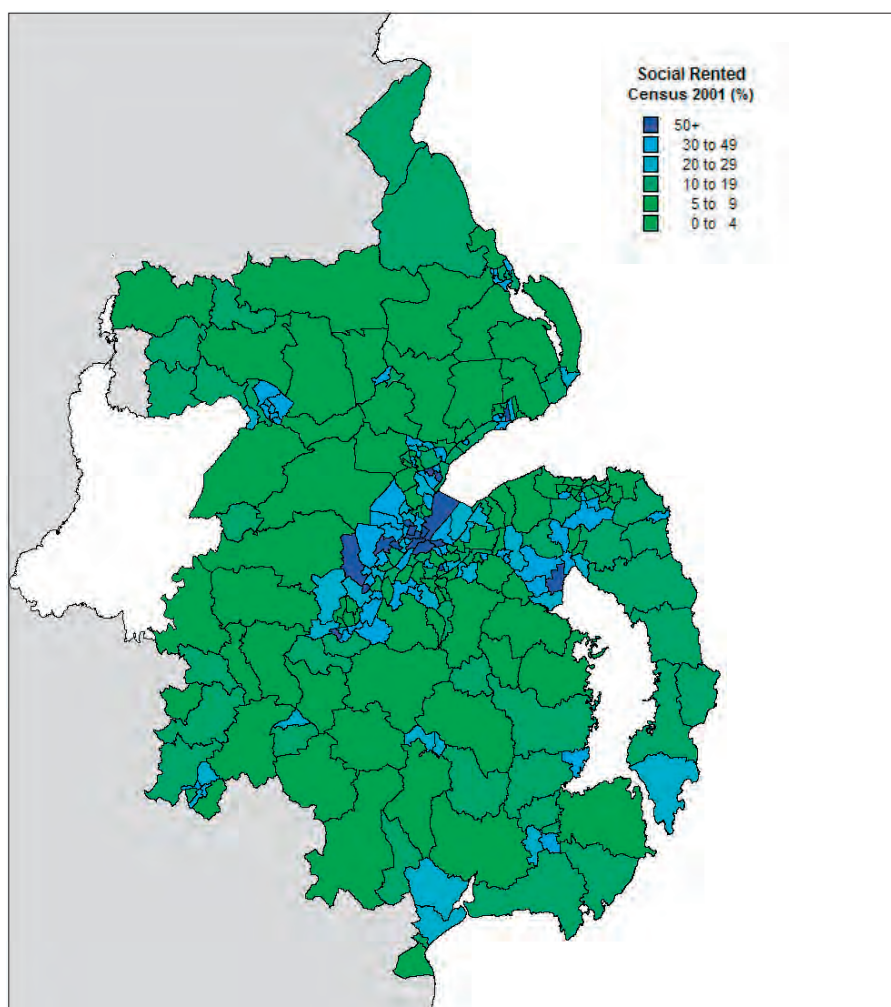 Social Rented
Census 2001 (%)
50+
30 to 49
20 to 29
10 to 19
5 to 9
0 to 4